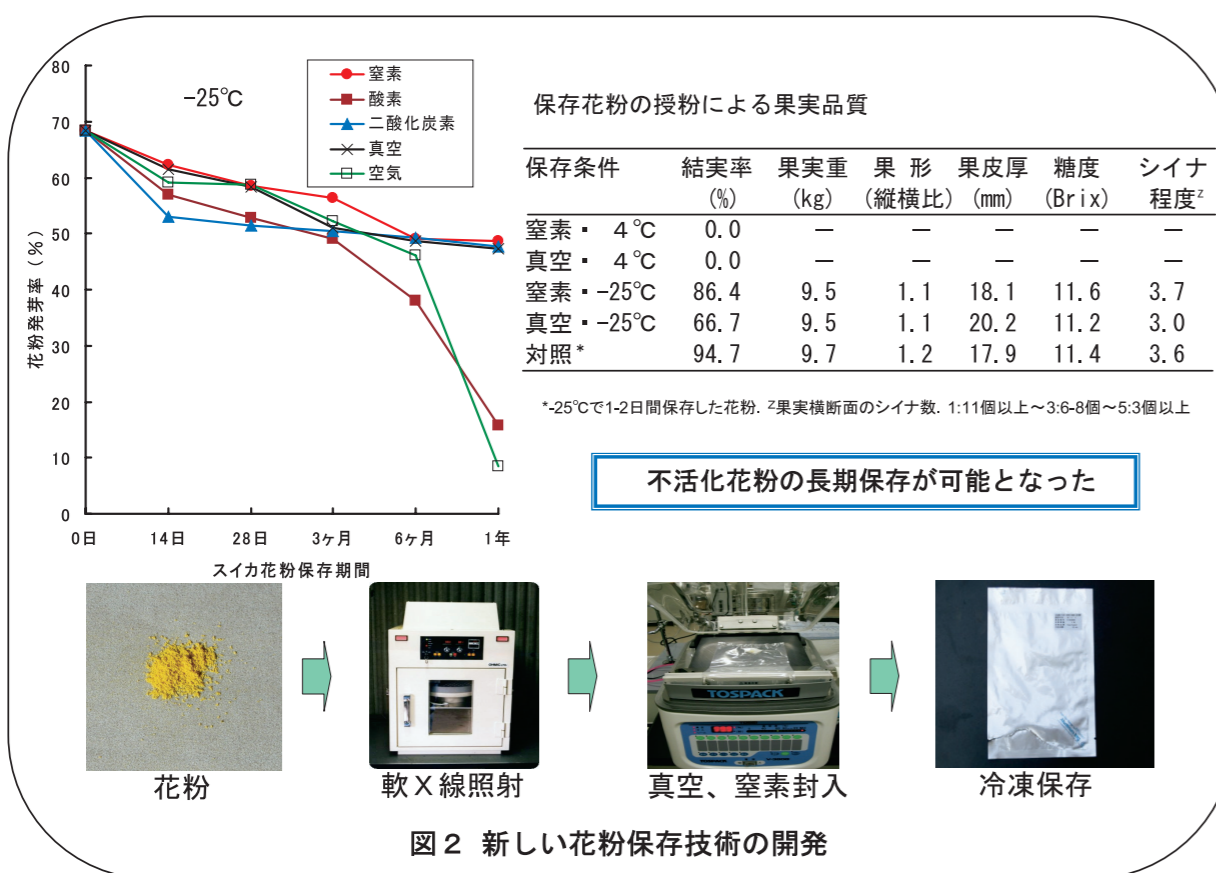 80
70
60
50
40
30
20
10
0
花粉発芽率(%)
-25℃
窒素
酸素
二酸化炭素
真空
空気
0日 14日 28日 3ヶ月 6ヶ月 1年
スイカ花粉保存期間
保存花粉の授粉による果実品質
保存条件 結実率 果実重 果 形 果皮厚 糖度 シイナ
(%) (kg) (縦横比) (mm) (Brix) 程度z
窒素・ 4℃ 0.0 — — — — —
真空・ 4℃ 0.0 — — — — —
窒素・-25℃ 86.4 9.5 1.1 18.1 11.6 3.7
真空・-25℃ 66.7 9.5 1.1 20.2 11.2 3.0
対照* 94.7 9.7 1.2 17.9 11.4 3.6
*-25℃で1-2日間保存した花粉. z果実横断面のシイナ数. 1:11個以上~3:6-8個~5:3個以上
不活化花粉の長期保存が可能となった
TOSPACK
花粉 軟X線照射 真空、窒素封入 冷凍保存
図2 新しい花粉保存技術の開発